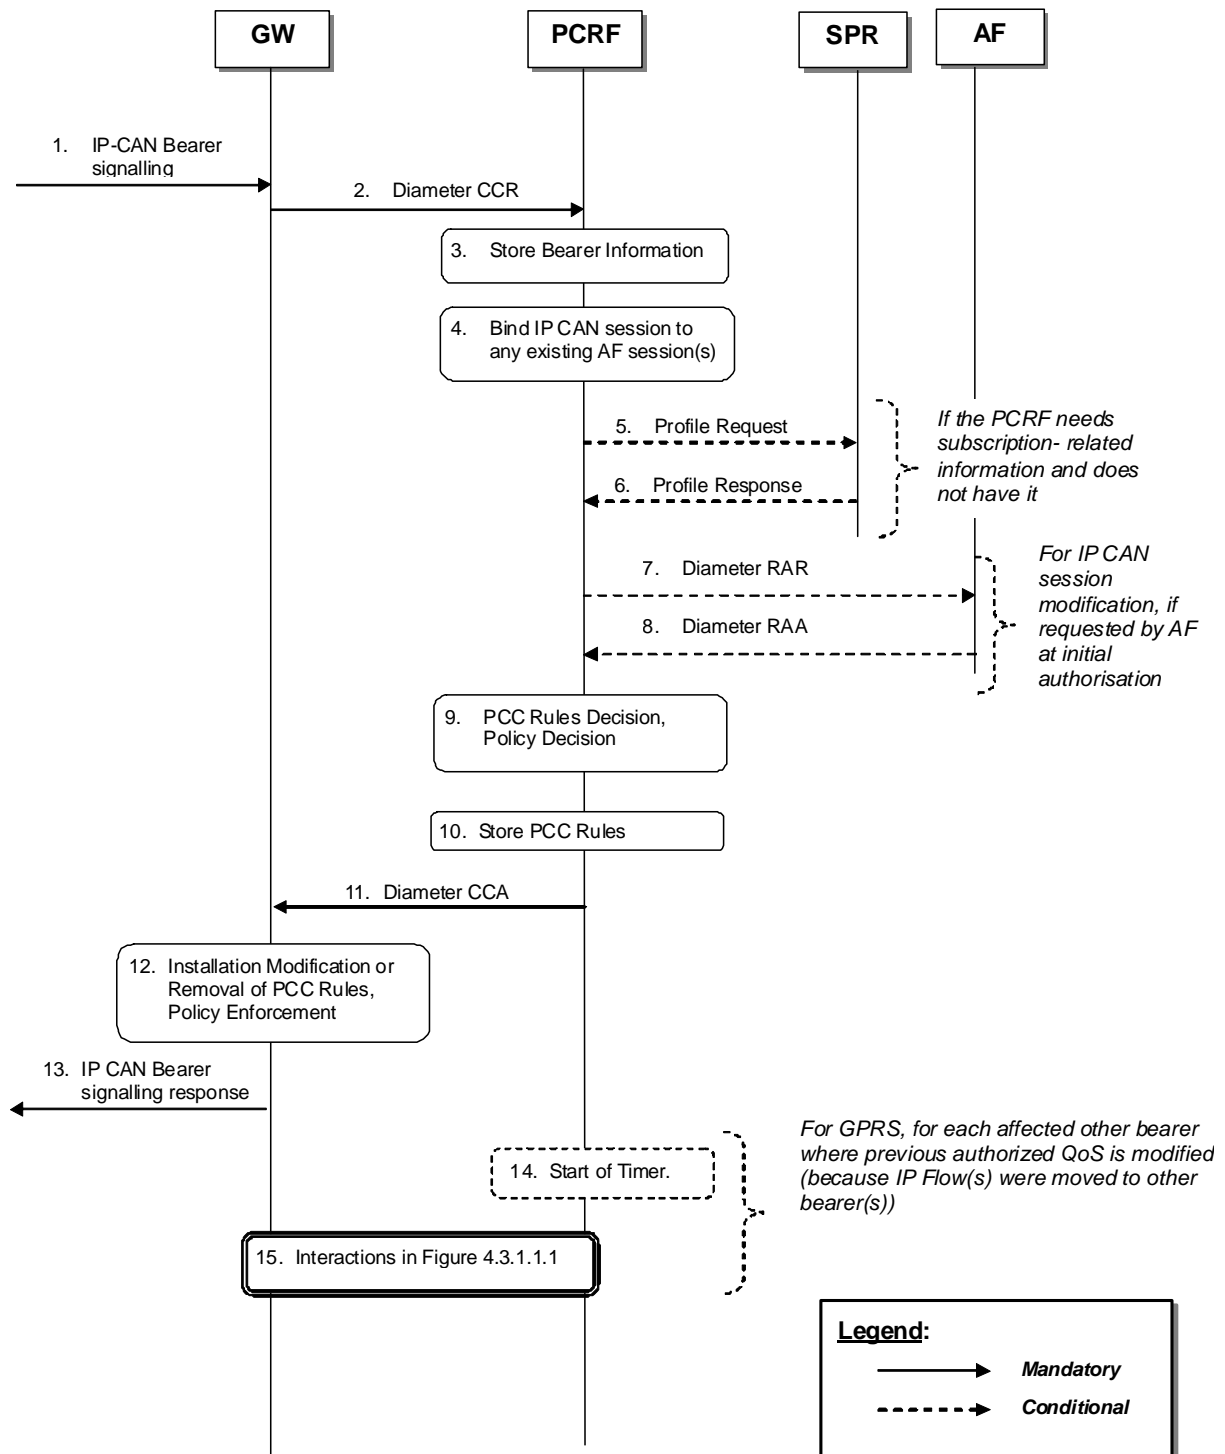 GW
PCRF
SPR
AF
1. IP-CAN Bearer
signalling
2. Diameter CCR
3. Store Bearer Information
4. Bind IP CAN session to
any existing AF session(s)
5. Profile Request
6. Profile Response
If the PCRF needs
subscription- related
information and does
not have it
7. Diameter RAR
8. Diameter RAA
For IP CAN
session
modification, if
requested by AF
at initial
authorisation
9. PCC Rules Decision,
Policy Decision
10. Store PCC Rules
11. Diameter CCA
12. Installation Modification or
Removal of PCC Rules,
Policy Enforcement
13. IP CAN Bearer
signalling response
14. Start of Timer.
For GPRS, for each affected other bearer
where previous authorized QoS is modified
(because IP Flow(s) were moved to other
bearer(s))
15. Interactions in Figure 4.3.1.1.1
Legend:
Mandatory
Conditional